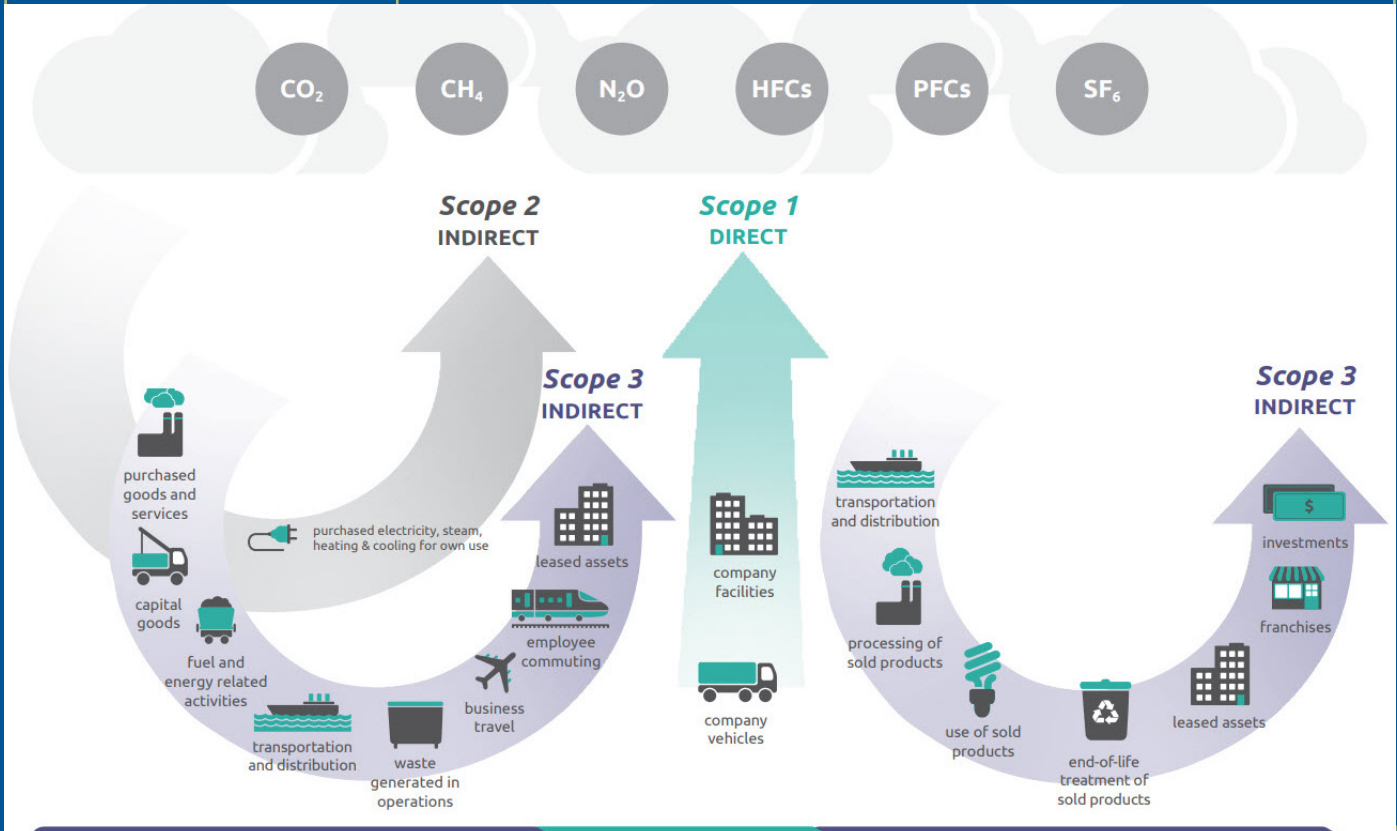 CO₂
CH₄
N₂O
HFCs
PFCs
SF₆
Scope 2
INDIRECT
Scope 1
DIRECT
Scope 3
INDIRECT
Scope 3
INDIRECT
purchased
goods and
services
capital
goods
fuel and
energy related
activities
transportation
and distribution
waste
generated in
operations
business
travel
employee
commuting
leased assets
purchased electricity, steam,
heating & cooling for own use
company
facilities
company
vehicles
transportation
and distribution
processing of
sold products
use of sold
products
end-of-life
treatment of
sold products
leased assets
franchises
$
investments